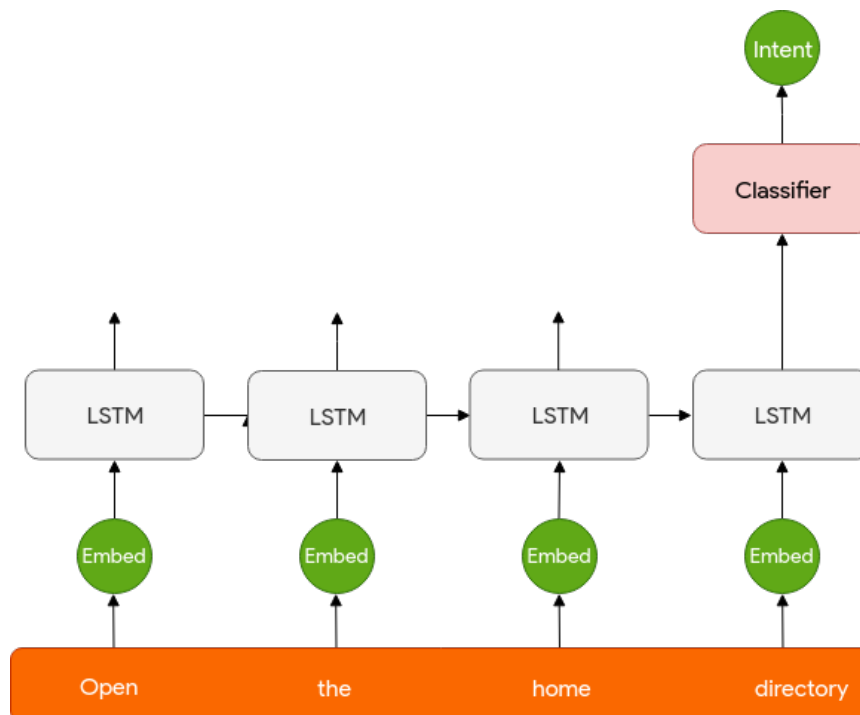 Intent
Classifier
LSTM LSTM LSTM LSTM
Embed Embed Embed Embed
Open the home directory